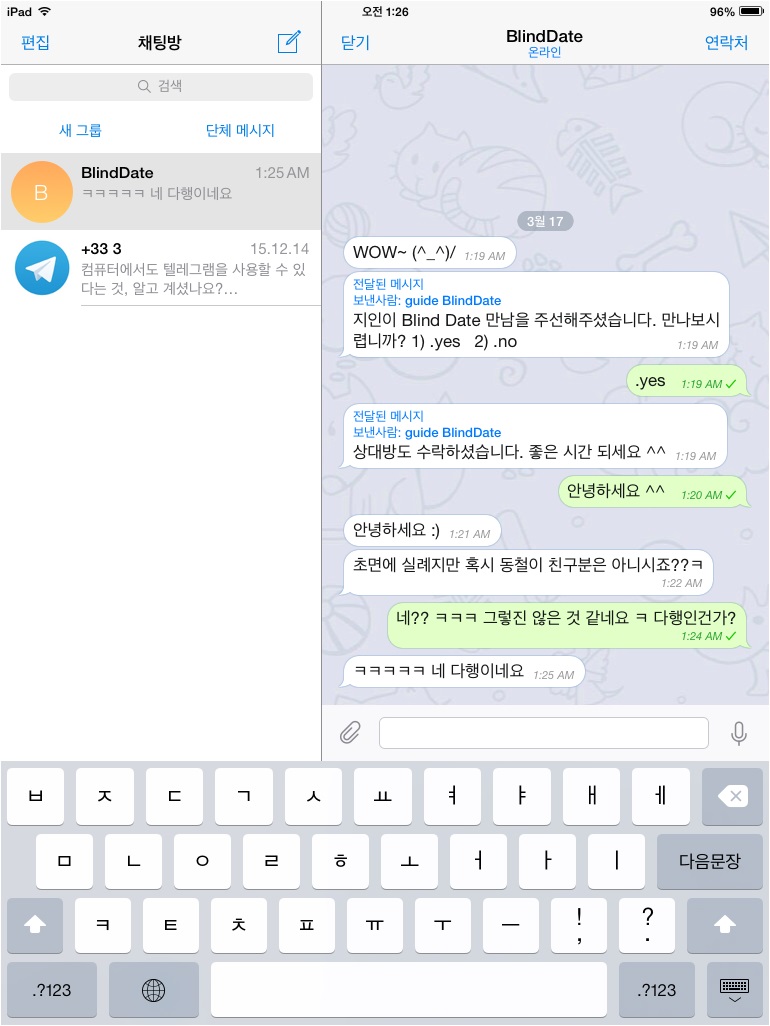 iPad
오전 1:26
96%
편집
채팅방
닫기
BlindDate
온라인
연락처
검색
새 그룹
단체 메시지
B
BlindDate
1:25 AM
ㅋㅋㅋㅋㅋ 네 다행이네요
+33 3
15.12.14
컴퓨터에서도 텔레그램을 사용할 수 있
다는 것, 알고 계셨나요?…
3월 17
WOW~ (^_^)/ 1:19 AM
전달된 메시지
보낸사람: guide BlindDate
지인이 Blind Date 만남을 주선해주셨습니다. 만나보시
렵니까? 1) .yes 2) .no
1:19 AM
.yes 1:19 AM
전달된 메시지
보낸사람: guide BlindDate
상대방도 수락하셨습니다. 좋은 시간 되세요 ^^ 1:19 AM
안녕하세요 ^^ 1:20 AM
안녕하세요 :) 1:21 AM
초면에 실례지만 혹시 동철이 친구분은 아니시죠??ㅋ
1:22 AM
네?? ㅋㅋㅋ 그렇진 않은 것 같네요 ㅋ 다행인건가?
1:24 AM
ㅋㅋㅋㅋㅋ 네 다행이네요 1:25 AM
ㅂ ㅈ ㄷ ㄱ ㅅ ㅛ ㅕ ㅑ ㅐ ㅔ
ㅁ ㄴ ㅇ ㄹ ㅎ ㅗ ㅓ ㅏ ㅣ 다음문장
ㅋ ㅌ ㅊ ㅍ ㅠ ㅜ ㅡ ! , ? .
.?123 .?123